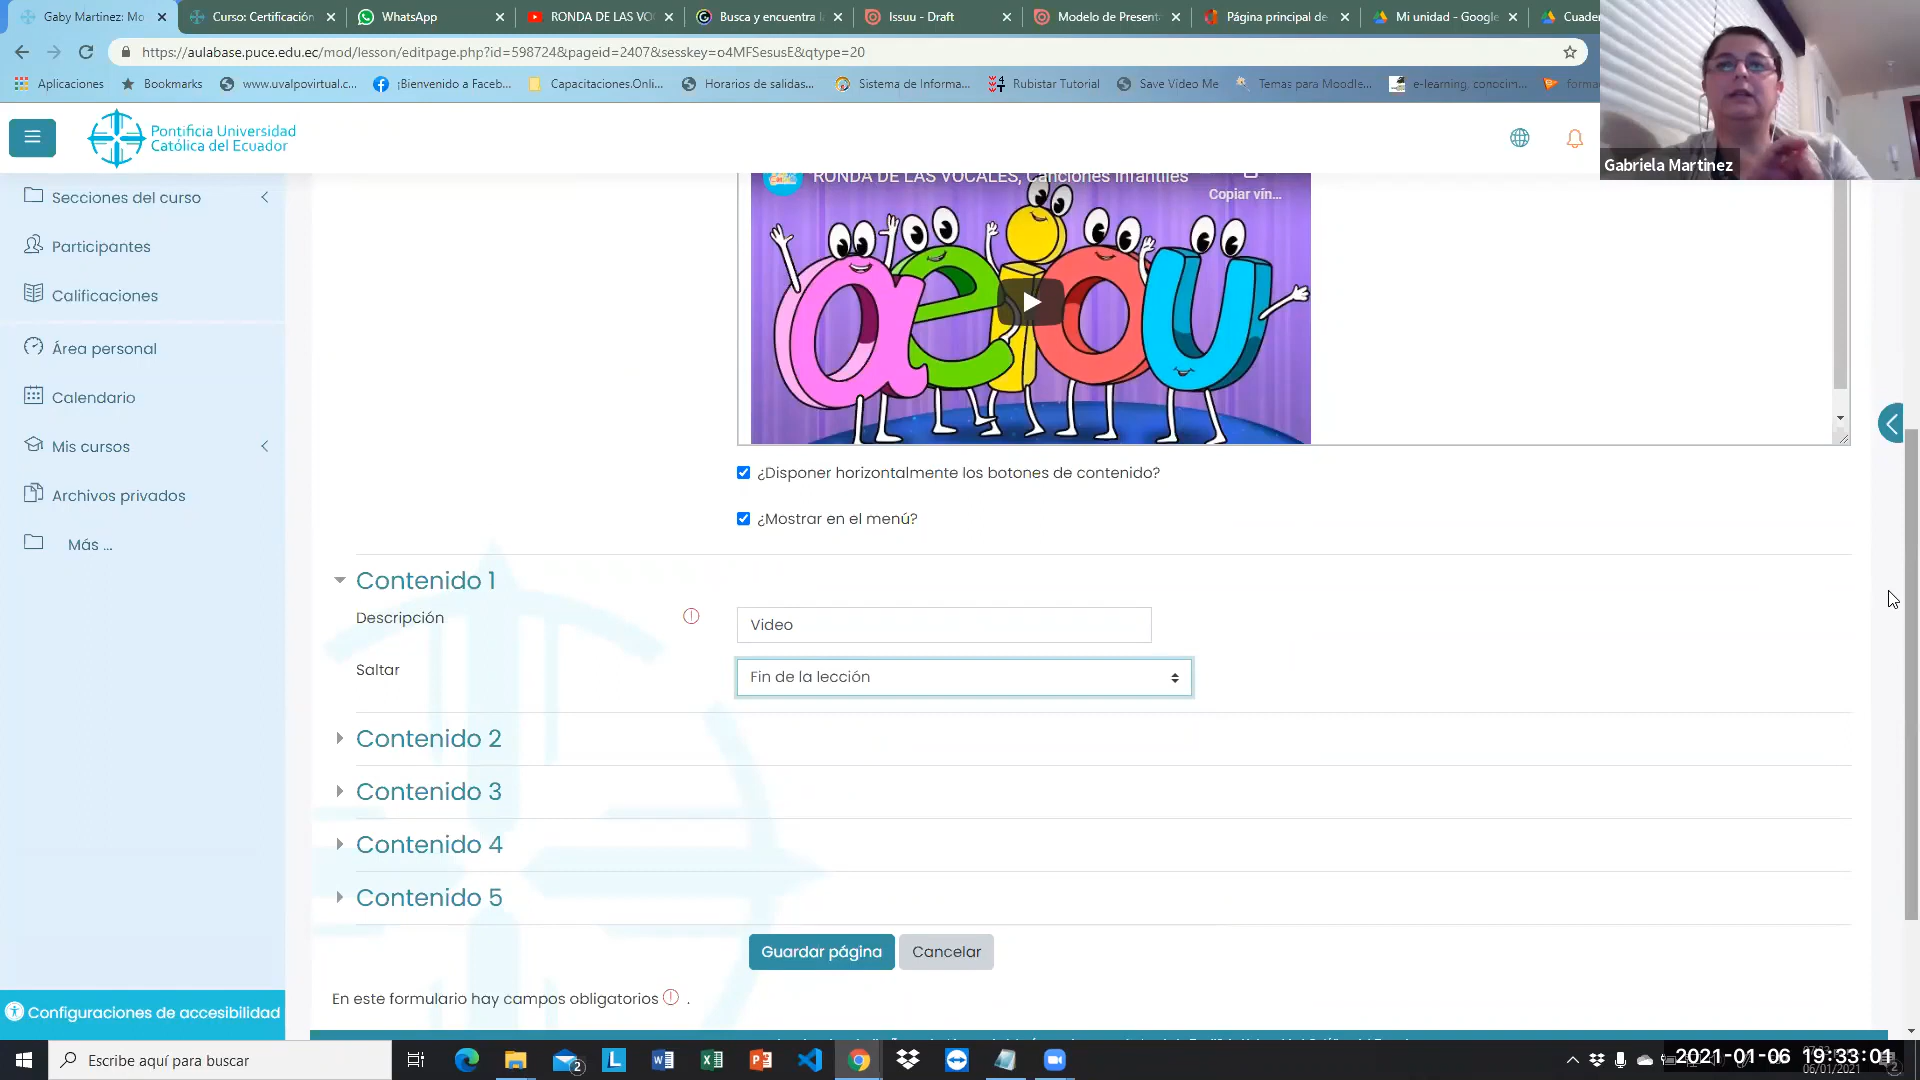 Gaby Martinez: Mo
Curso: Certificación
WhatsApp
RONDA DE LAS VO
Busca y encuentra l
Issuu - Draft
Modelo de Present
Página principal de
Mi unidad - Google
Cuader
https://aulabase.puce.edu.ec/mod/lesson/editpage.php?id=598724&pageid=2407&sesskey=o4MFSesusE&qtype=20
Aplicaciones
Bookmarks
www.uvalpovirtual.c...
¡Bienvenido a Faceb...
Capacitaciones.Onli...
Horarios de salidas...
Sistema de Informa...
Rubistar Tutorial
Save Video Me
Temas para Moodle...
e-learning, conocim...
forma
Pontificia Universidad
Católica del Ecuador
Gabriela Martinez
Secciones del curso
Participantes
Calificaciones
Área personal
Calendario
Mis cursos
Archivos privados
Más ...
RONDA DE LAS VOCALES, Canciones Infantiles
Copiar vín...
a e i o u
¿Disponer horizontalmente los botones de contenido?
¿Mostrar en el menú?
Contenido 1
Descripción
Video
Saltar
Fin de la lección
Contenido 2
Contenido 3
Contenido 4
Contenido 5
Guardar página
Cancelar
En este formulario hay campos obligatorios .
Configuraciones de accesibilidad
Escribe aquí para buscar
2021-01-06 19:33:01
06/01/2021